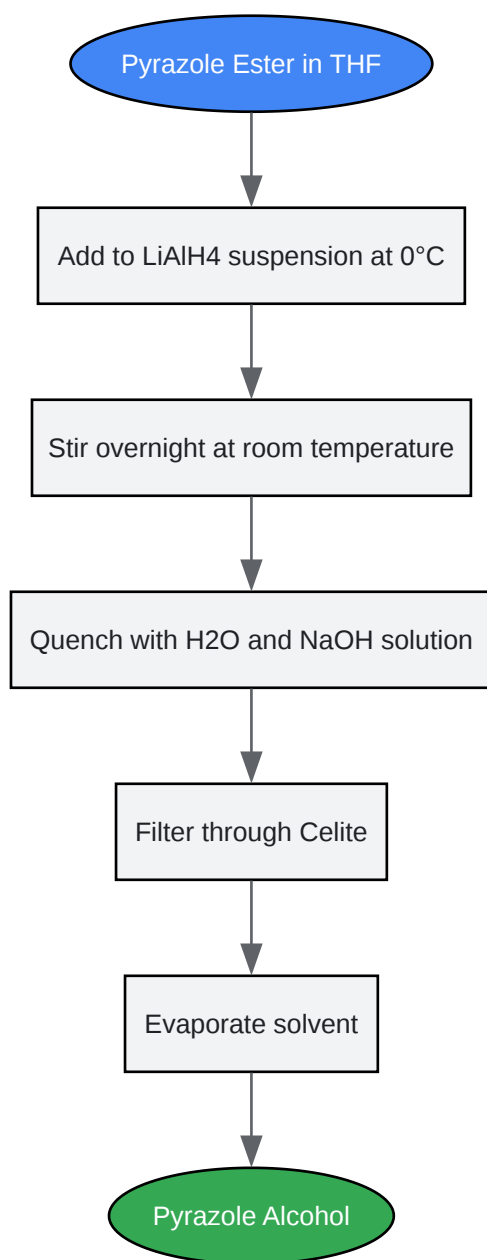 Pyrazole Ester in THF
Add to LiAlH4 suspension at 0°C
Stir overnight at room temperature
Quench with H2O and NaOH solution
Filter through Celite
Evaporate solvent
Pyrazole Alcohol